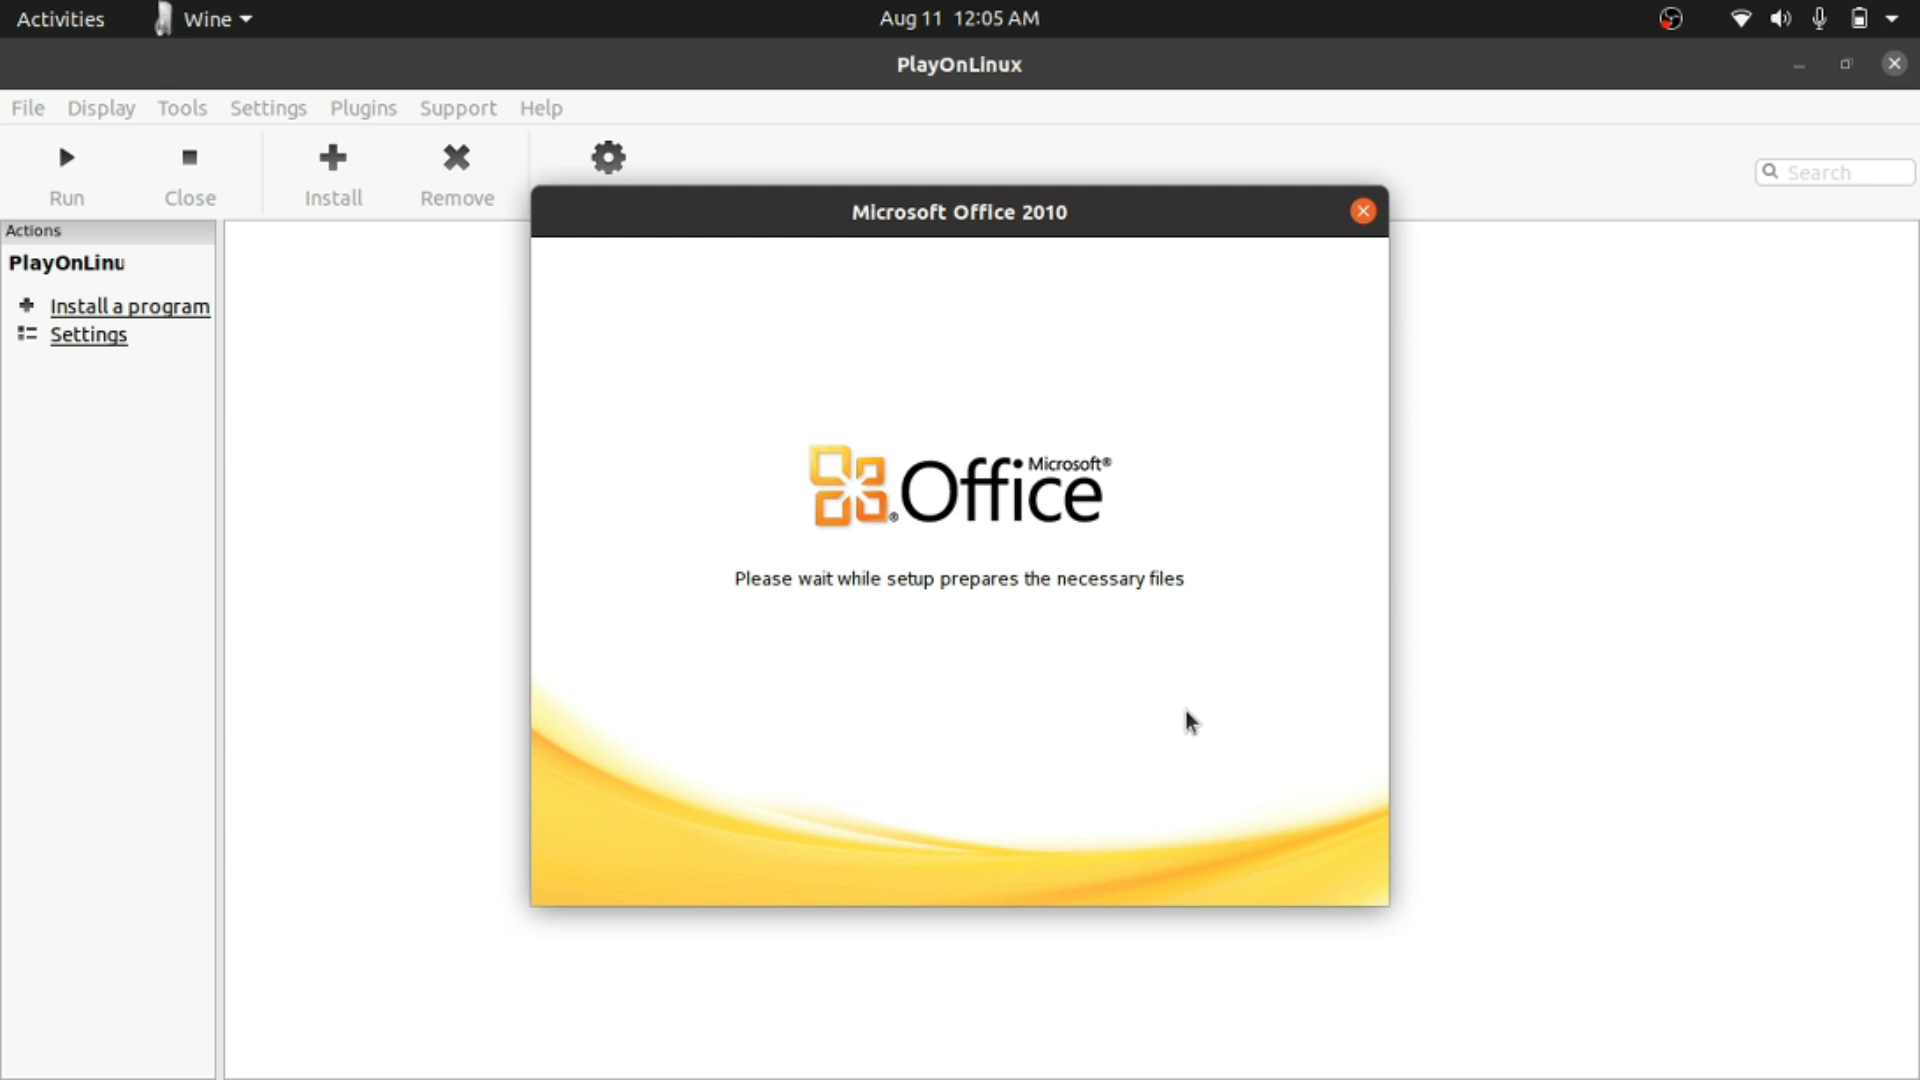 Activities Wine Aug 11 12:05 AM
PlayOnLinux
File Display Tools Settings Plugins Support Help
Run Close Install Remove Search
Microsoft Office 2010
Actions
PlayOnLinu
Install a program
Settings
Microsoft®
Office
Please wait while setup prepares the necessary files